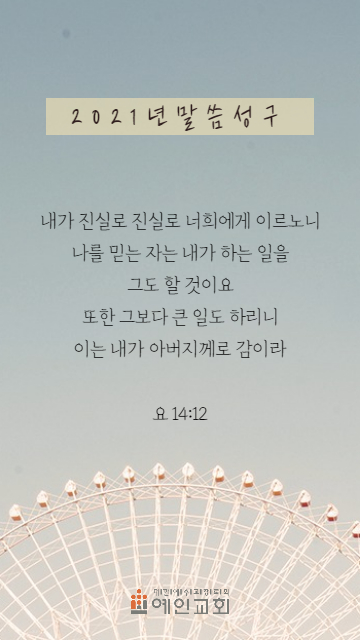 2021년말씀성구
내가 진실로 진실로 너희에게 이르노니
나를 믿는 자는 내가 하는 일을
그도 할 것이요
또한 그보다 큰 일도 하리니
이는 내가 아버지께로 감이라
요 14:12
예인교회